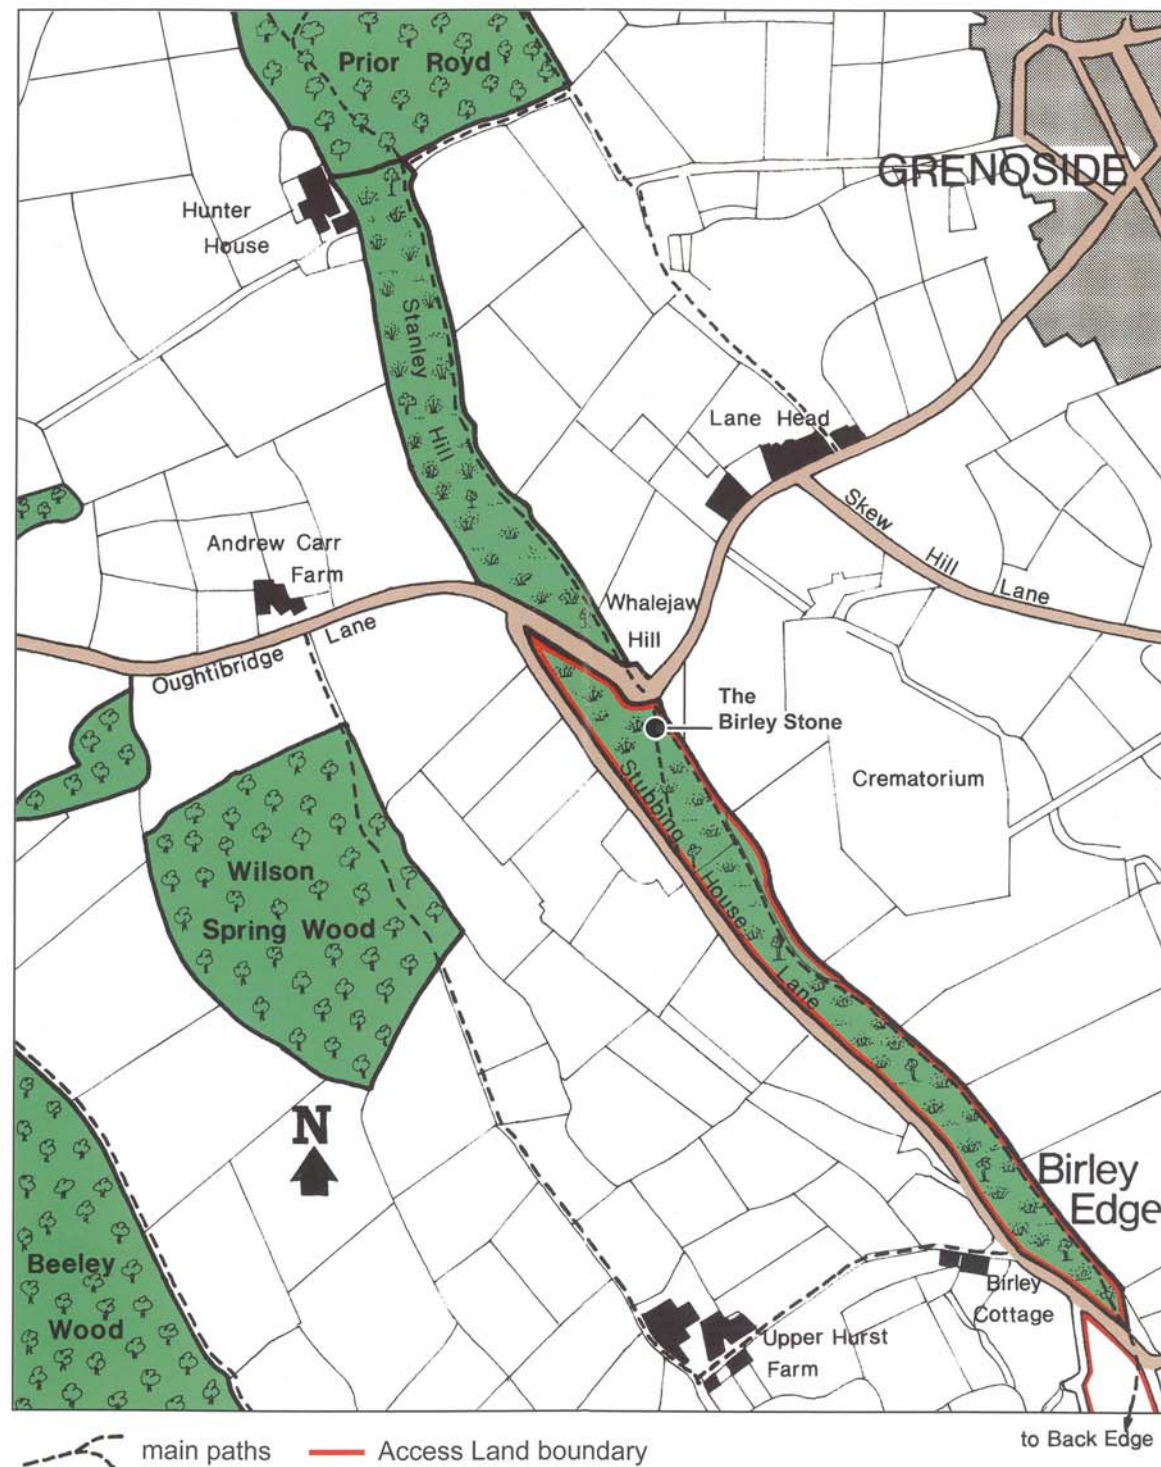 Prior Royd
GRENOSIDE
Hunter
House
Stanley
Hill
Lane Head
Skew
Hill
Lane
Andrew Carr
Farm
Whalejaw
Hill
Oughtibridge Lane
The
Birley Stone
Stubbing
House
Lane
Crematorium
Wilson
Spring Wood
N
Birley
Edge
Beeley
Wood
Birley
Cottage
Upper Hurst
Farm
to Back Edge
main paths
Access Land boundary